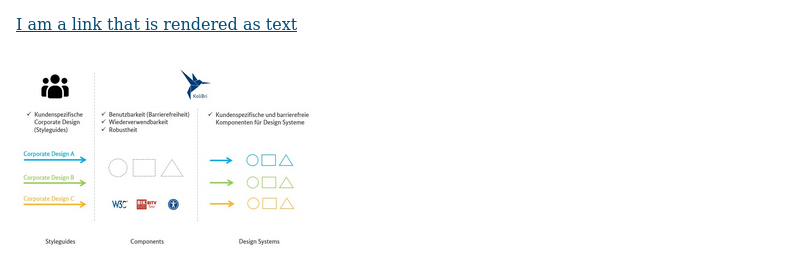 I am a link that is rendered as text
KoliBri
✓ Kundenspezifische
Corporate Design
(Styleguides)
✓ Benutzbarkeit (Barrierefreiheit)
✓ Wiederverwendbarkeit
✓ Robustheit
✓ Kundenspezifische und barrierefreie
Komponenten für Design Systeme
Corporate Design A
Corporate Design B
Corporate Design C
W3C
BIK BITV
Styleguides
Components
Design Systems